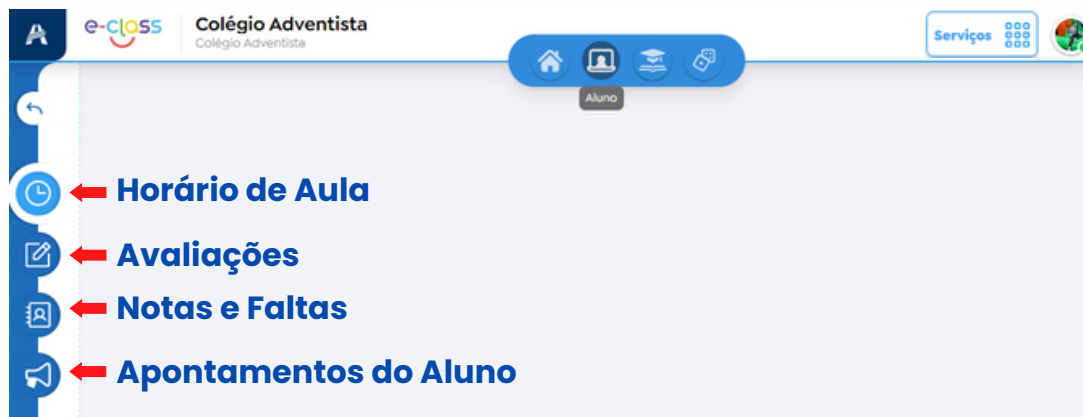 e-class
Colégio Adventista
Colégio Adventista
Serviços
Aluno
Horário de Aula
Avaliações
Notas e Faltas
Apontamentos do Aluno